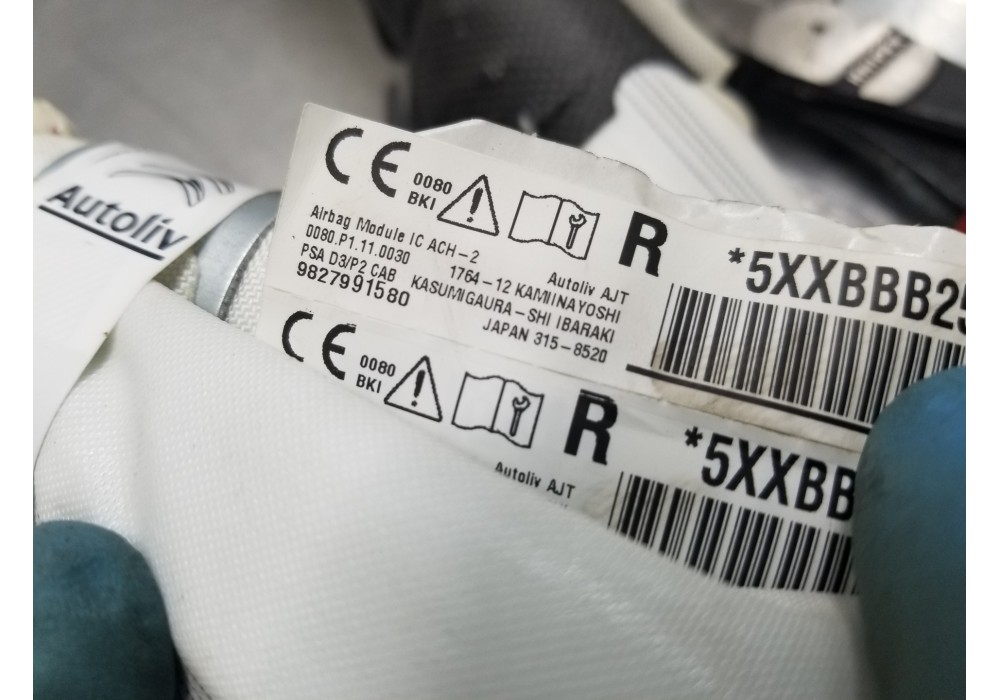 Autoliv
CE 0080
BKI
R
*5XXBBB25
Airbag Module IC ACH-2
0080.P1.11.0030
PSA D3/P2 CAB
9827991580
Autoliv AJT
1764-12 KAMIINAYOSHI
KASUMIGAURA-SHI IBARAKI
JAPAN 315-8520
CE 0080
BKI
R
*5XXBB
Autoliv AJT